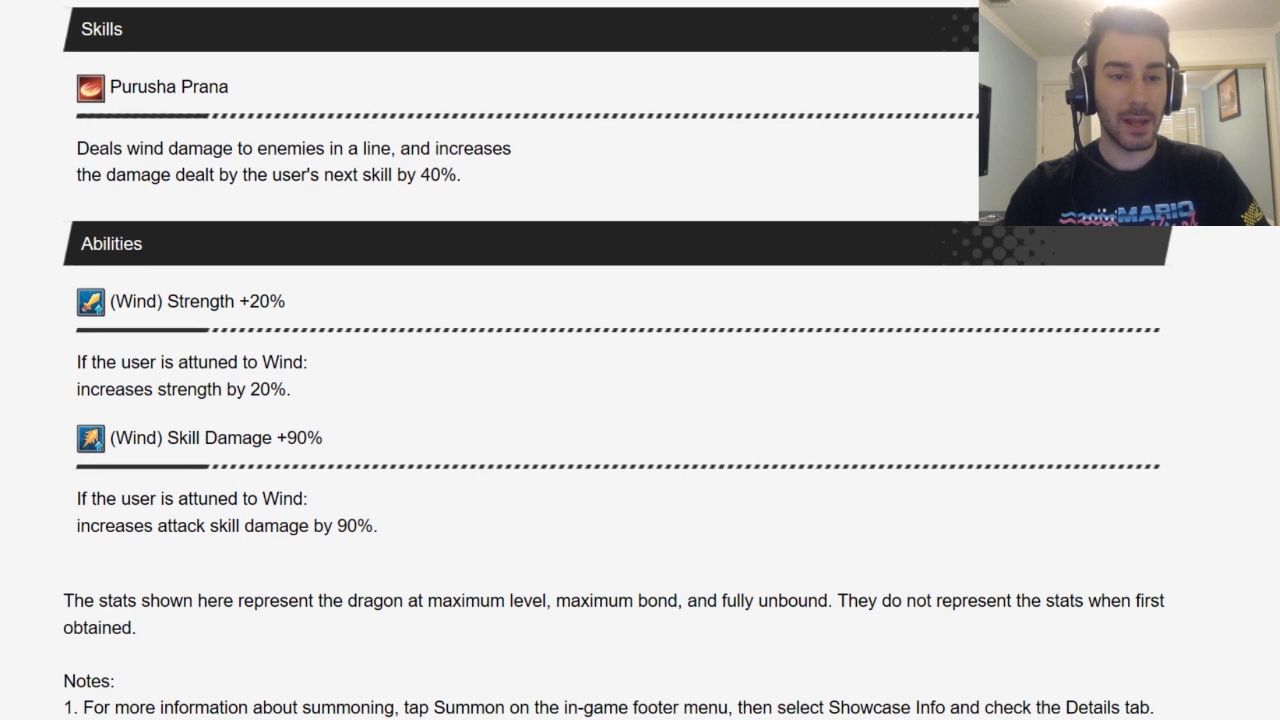 Skills
Purusha Prana
Deals wind damage to enemies in a line, and increases
the damage dealt by the user's next skill by 40%.
MARIO
Abilities
(Wind) Strength +20%
If the user is attuned to Wind:
increases strength by 20%.
(Wind) Skill Damage +90%
If the user is attuned to Wind:
increases attack skill damage by 90%.
The stats shown here represent the dragon at maximum level, maximum bond, and fully unbound. They do not represent the stats when first
obtained.
Notes:
1. For more information about summoning, tap Summon on the in-game footer menu, then select Showcase Info and check the Details tab.